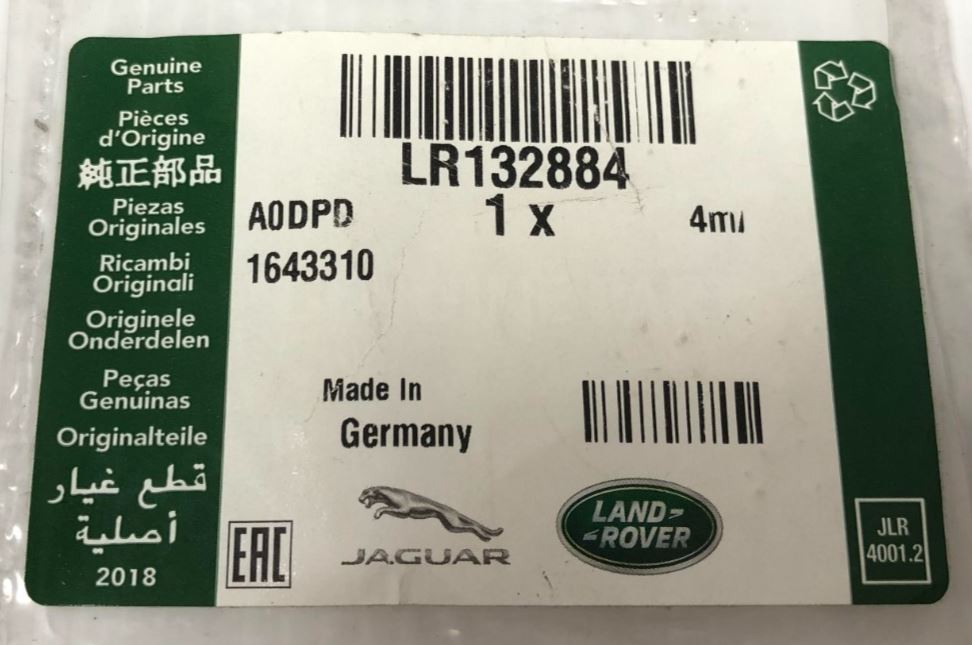 Genuine
Parts
Pièces
d'Origine
純正部品
Piezas
Originales
Ricambi
Originali
Originele
Onderdelen
Peças
Genuinas
Originalteile
قطع غيار
أصلية
2018
LR132884
A0DPD
1 x
1643310
Made In
Germany
EAC
JAGUAR
LAND-
-ROVER
JLR
4001.2